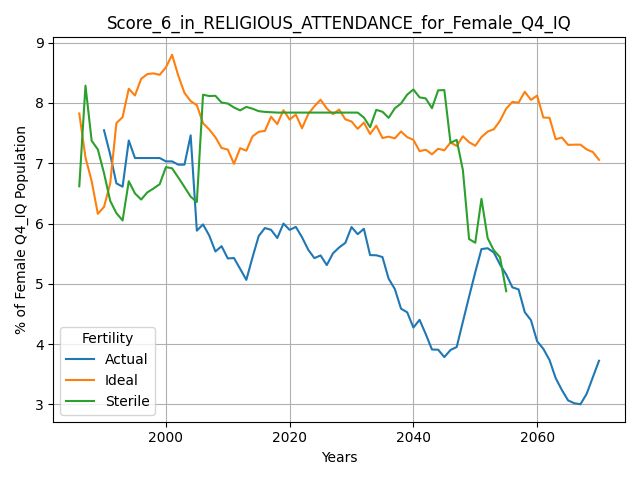 Score_6_in_RELIGIOUS_ATTENDANCE_for_Female_Q4_IQ
% of Female Q4_IQ Population
9
8
7
6
5
4
3
Fertility
Actual
Ideal
Sterile
2000
2020
2040
2060
Years